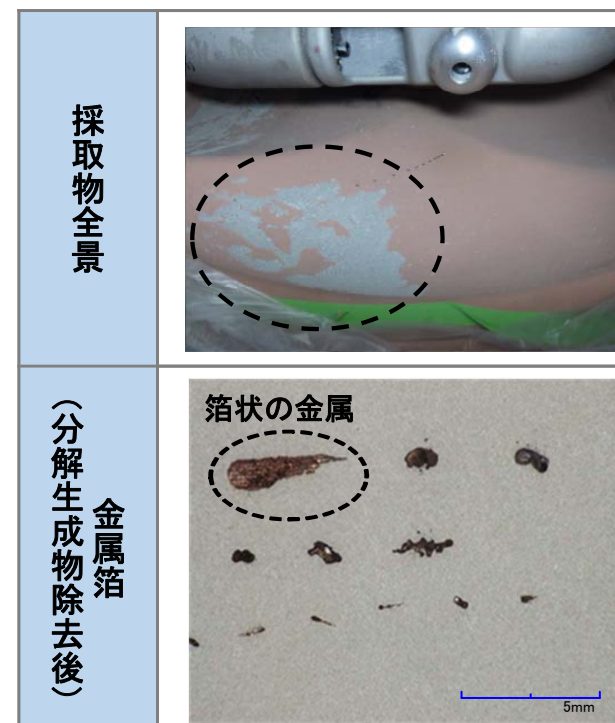 採取物全景
金属箔
（分解生成物除去後）
箔状の金属
5mm